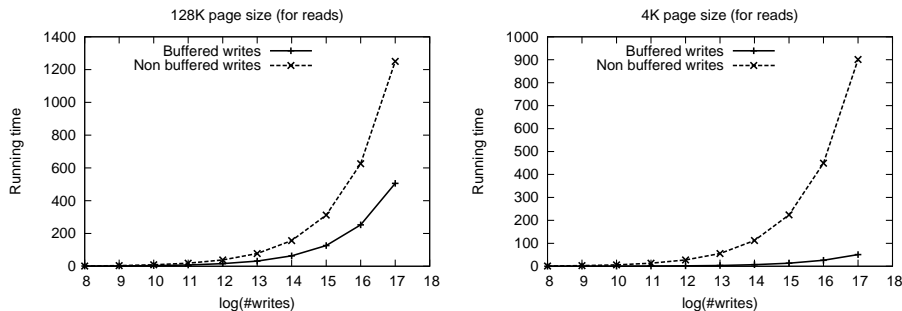 128K page size (for reads)
1400
1200
1000
800
600
400
200
0
Running time
Buffered writes
Non buffered writes
8 9 10 11 12 13 14 15 16 17 18
log(#writes)
4K page size (for reads)
1000
900
800
700
600
500
400
300
200
100
0
Running time
Buffered writes
Non buffered writes
8 9 10 11 12 13 14 15 16 17 18
log(#writes)